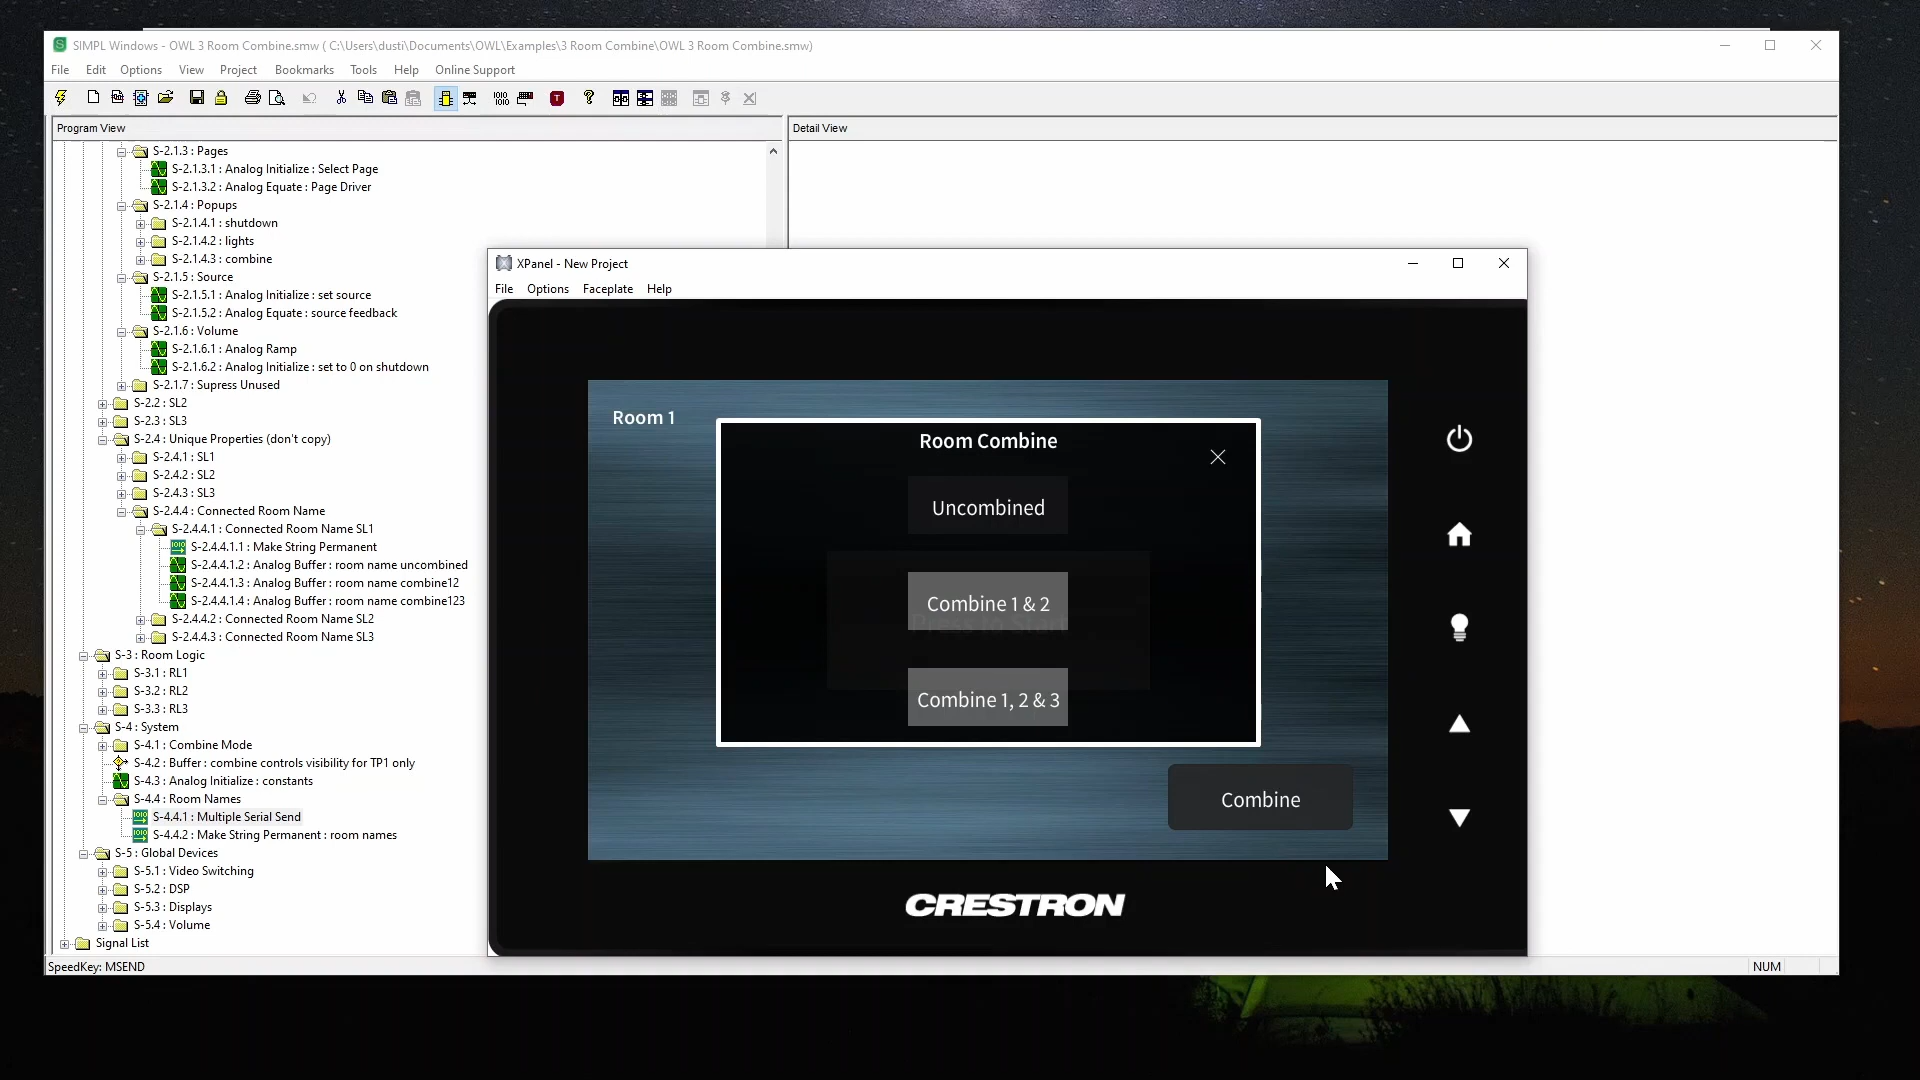 SIMPL Windows - OWL 3 Room Combine.smw ( C:\Users\dusti\Documents\OWL\Examples\3 Room Combine\OWL 3 Room Combine.smw)
File Edit Options View Project Bookmarks Tools Help Online Support
Program View
Detail View
S-2.1.3 : Pages
S-2.1.3.1 : Analog Initialize : Select Page
S-2.1.3.2 : Analog Equate : Page Driver
S-2.1.4 : Popups
S-2.1.4.1 : shutdown
S-2.1.4.2 : lights
S-2.1.4.3 : combine
S-2.1.5 : Source
S-2.1.5.1 : Analog Initialize : set source
S-2.1.5.2 : Analog Equate : source feedback
S-2.1.6 : Volume
S-2.1.6.1 : Analog Ramp
S-2.1.6.2 : Analog Initialize : set to 0 on shutdown
S-2.1.7 : Supress Unused
S-2.2 : SL2
S-2.3 : SL3
S-2.4 : Unique Properties (don't copy)
S-2.4.1 : SL1
S-2.4.2 : SL2
S-2.4.3 : SL3
S-2.4.4 : Connected Room Name
S-2.4.4.1 : Connected Room Name SL1
S-2.4.4.1.1 : Make String Permanent
S-2.4.4.1.2 : Analog Buffer : room name uncombined
S-2.4.4.1.3 : Analog Buffer : room name combine12
S-2.4.4.1.4 : Analog Buffer : room name combine123
S-2.4.4.2 : Connected Room Name SL2
S-2.4.4.3 : Connected Room Name SL3
S-3 : Room Logic
S-3.1 : RL1
S-3.2 : RL2
S-3.3 : RL3
S-4 : System
S-4.1 : Combine Mode
S-4.2 : Buffer : combine controls visibility for TP1 only
S-4.3 : Analog Initialize : constants
S-4.4 : Room Names
S-4.4.1 : Multiple Serial Send
S-4.4.2 : Make String Permanent : room names
S-5 : Global Devices
S-5.1 : Video Switching
S-5.2 : DSP
S-5.3 : Displays
S-5.4 : Volume
Signal List
SpeedKey: MSEND
NUM
XPanel - New Project
File Options Faceplate Help
Room 1
Room Combine
Uncombined
Combine 1 & 2
Press to Start
Combine 1, 2 & 3
Combine
CRESTRON